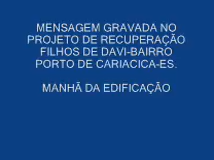 MENSAGEM GRAVADA NO
PROJETO DE RECUPERAÇÃO
FILHOS DE DAVI-BAIRRO
PORTO DE CARIACICA-ES.
MANHÃ DA EDIFICAÇÃO